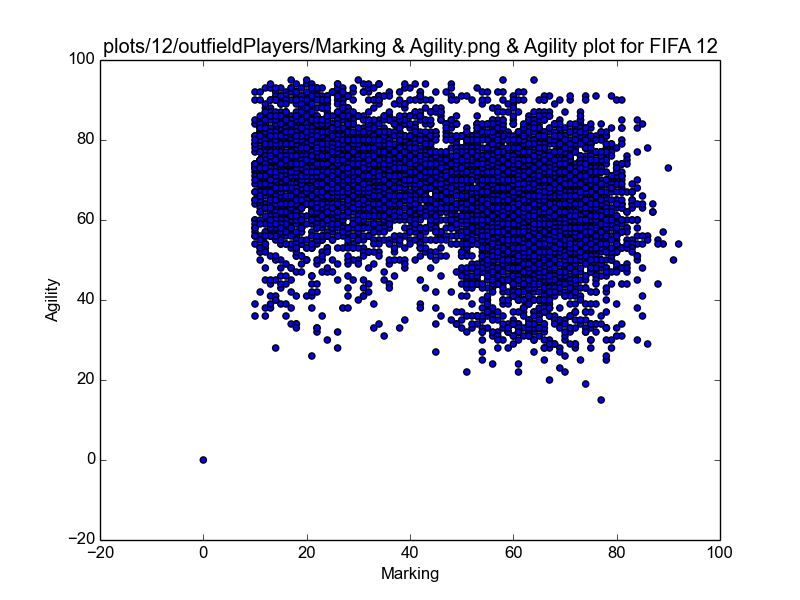 plots/12/outfieldPlayers/Marking & Agility.png & Agility plot for FIFA 12
100
80
60
40
20
0
−20
Agility
−20 0 20 40 60 80 100
Marking